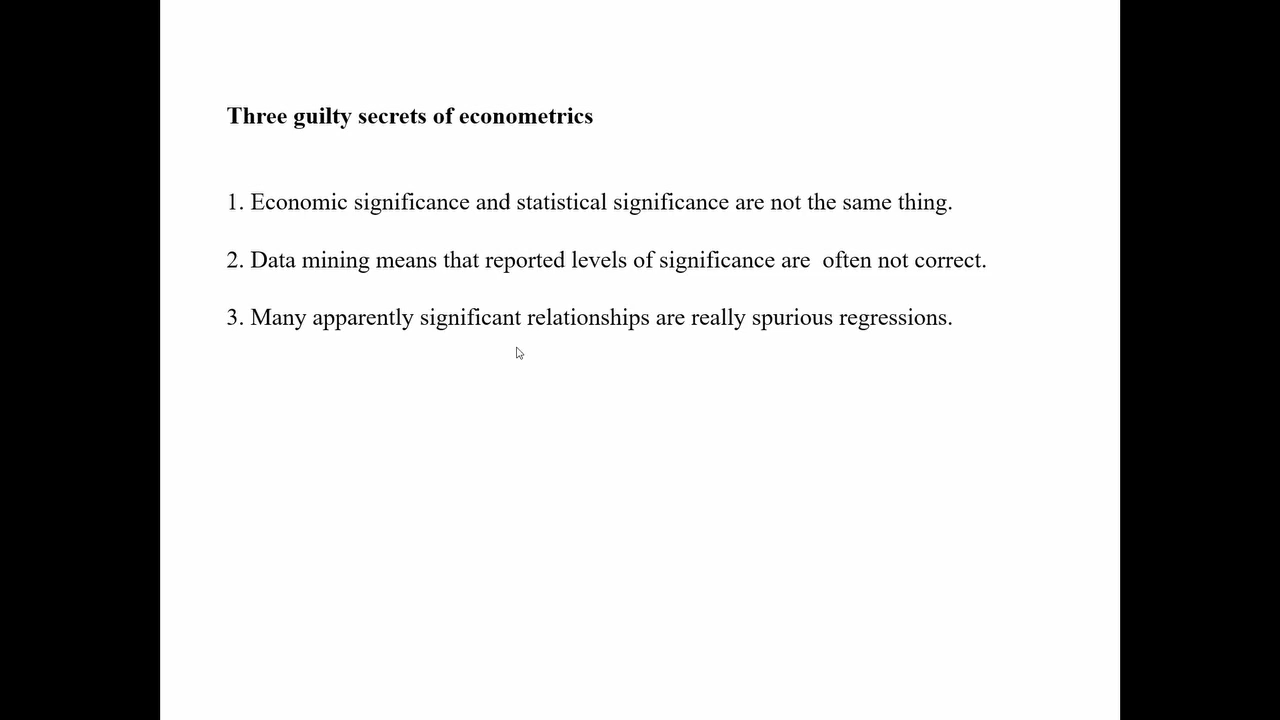 Three guilty secrets of econometrics
1. Economic significance and statistical significance are not the same thing.
2. Data mining means that reported levels of significance are  often not correct.
3. Many apparently significant relationships are really spurious regressions.